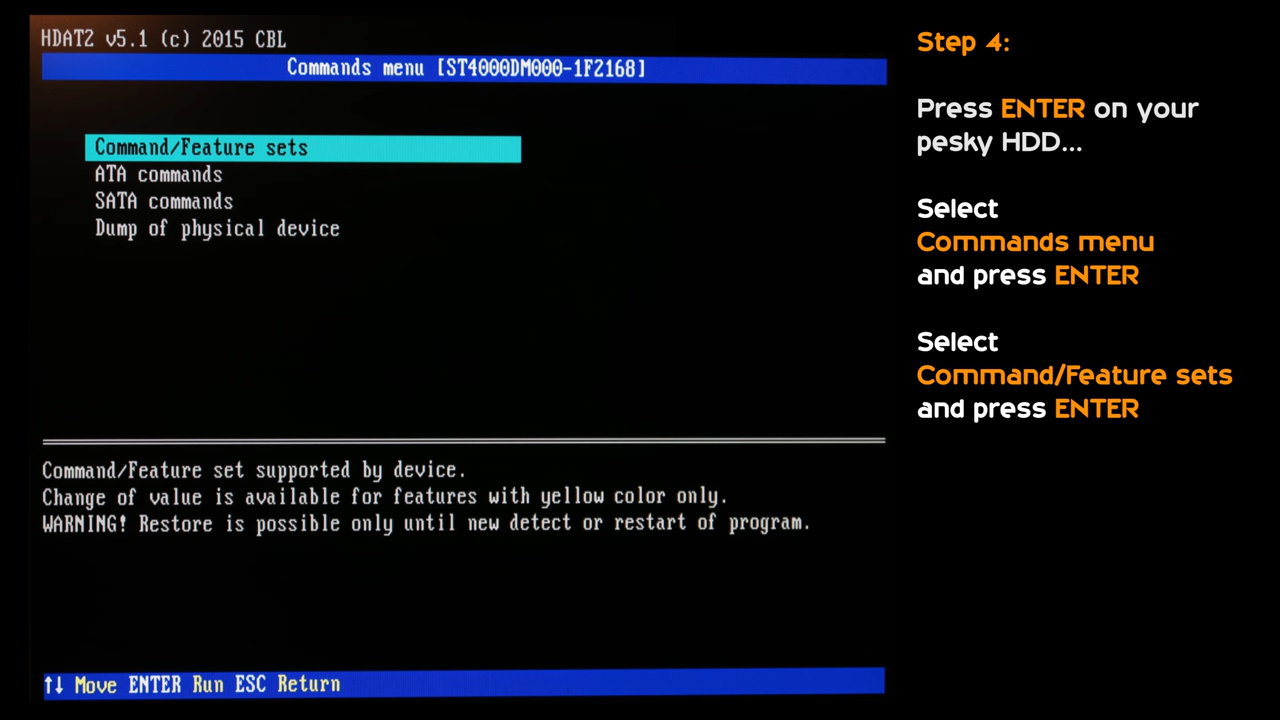 HDAT2 v5.1 (c) 2015 CBL
Commands menu [ST4000DM000-1F2168]
Command/Feature sets
ATA commands
SATA commands
Dump of physical device
Command/Feature set supported by device.
Change of value is available for features with yellow color only.
WARNING! Restore is possible only until new detect or restart of program.
↑↓ Move ENTER Run ESC Return
Step 4:
Press ENTER on your
pesky HDD...
Select
Commands menu
and press ENTER
Select
Command/Feature sets
and press ENTER